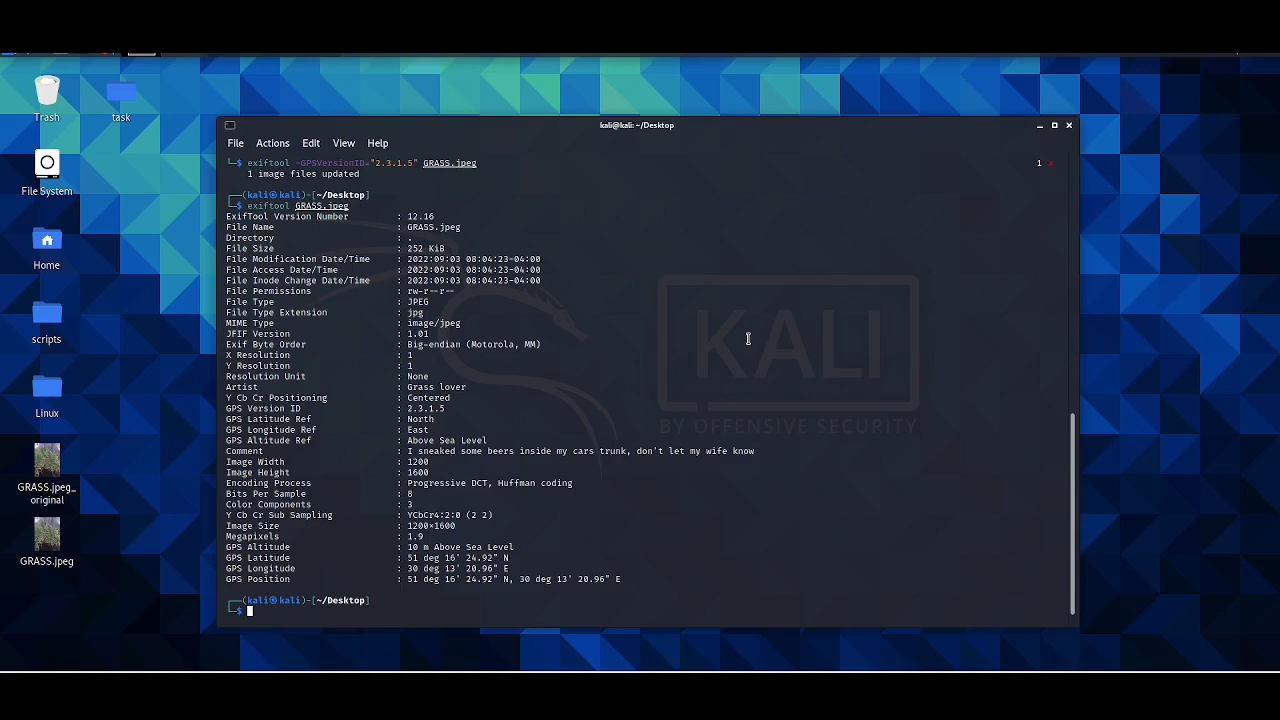 Trash
task
File System
Home
scripts
Linux
GRASS.jpeg_
original
GRASS.jpeg
kali@kali: ~/Desktop
File Actions Edit View Help
└─$ exiftool -GPSVersionID="2.3.1.5" GRASS.jpeg 1 ⨯
1 image files updated
┌──(kali㉿kali)-[~/Desktop]
└─$ exiftool GRASS.jpeg
ExifTool Version Number : 12.16
File Name : GRASS.jpeg
Directory : .
File Size : 252 KiB
File Modification Date/Time : 2022:09:03 08:04:23-04:00
File Access Date/Time : 2022:09:03 08:04:23-04:00
File Inode Change Date/Time : 2022:09:03 08:04:23-04:00
File Permissions : rw-r--r--
File Type : JPEG
File Type Extension : jpg
MIME Type : image/jpeg
JFIF Version : 1.01
Exif Byte Order : Big-endian (Motorola, MM)
X Resolution : 1
Y Resolution : 1
Resolution Unit : None
Artist : Grass lover
Y Cb Cr Positioning : Centered
GPS Version ID : 2.3.1.5
GPS Latitude Ref : North
GPS Longitude Ref : East
GPS Altitude Ref : Above Sea Level
Comment : I sneaked some beers inside my cars trunk, don't let my wife know
Image Width : 1200
Image Height : 1600
Encoding Process : Progressive DCT, Huffman coding
Bits Per Sample : 8
Color Components : 3
Y Cb Cr Sub Sampling : YCbCr4:2:0 (2 2)
Image Size : 1200×1600
Megapixels : 1.9
GPS Altitude : 10 m Above Sea Level
GPS Latitude : 51 deg 16' 24.92" N
GPS Longitude : 30 deg 13' 20.96" E
GPS Position : 51 deg 16' 24.92" N, 30 deg 13' 20.96" E
┌──(kali㉿kali)-[~/Desktop]
└─$
KALI
BY OFFENSIVE SECURITY